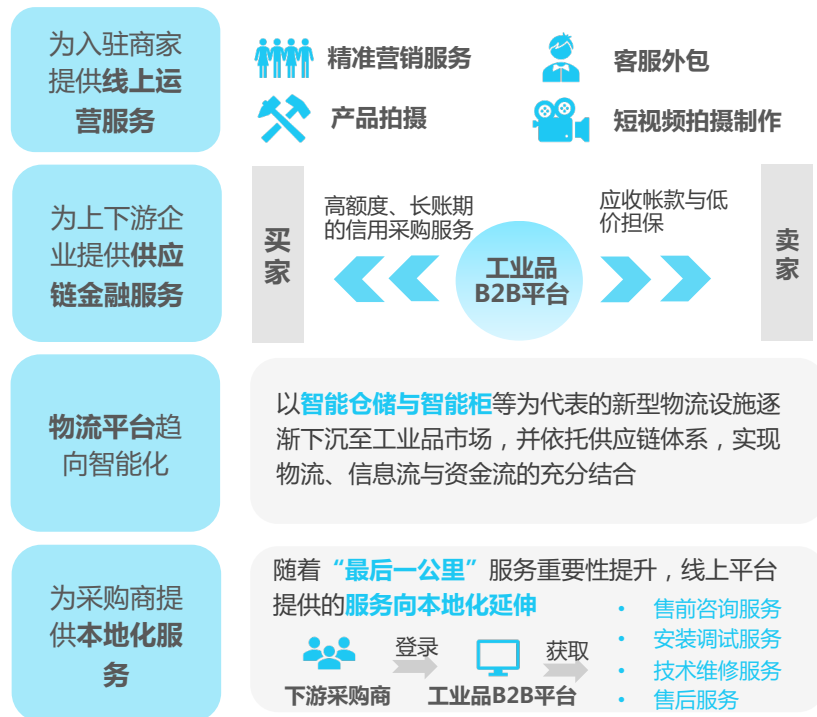 为入驻商家
提供线上运
营服务
精准营销服务
客服外包
产品拍摄
短视频拍摄制作
为上下游企
业提供供应
链金融服务
买
家
高额度、长账期
的信用采购服务
工业品
B2B平台
应收帐款与低
价担保
卖
家
物流平台趋
向智能化
以智能仓储与智能柜等为代表的新型物流设施逐
渐下沉至工业品市场，并依托供应链体系，实现
物流、信息流与资金流的充分结合
为采购商提
供本地化服
务
随着“最后一公里”服务重要性提升，线上平台
提供的服务向本地化延伸
下游采购商
登录
工业品B2B平台
获取
• 售前咨询服务
• 安装调试服务
• 技术维修服务
• 售后服务